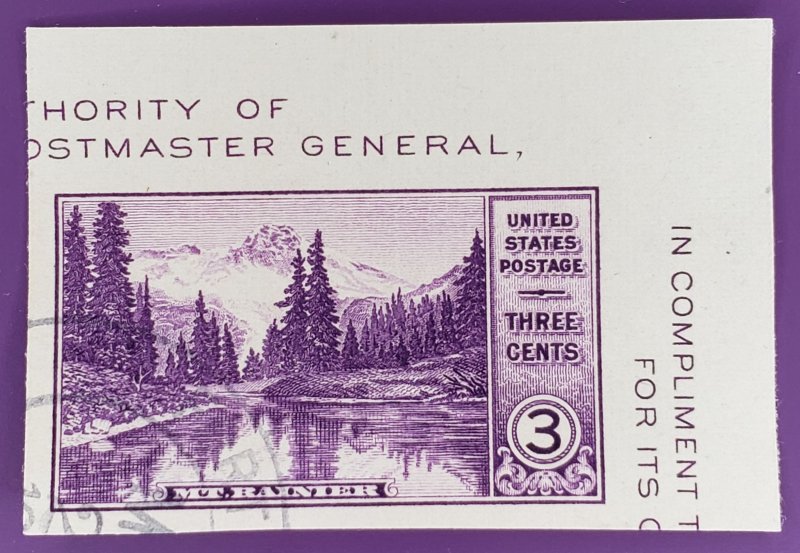 THORITY OF
OSTMASTER GENERAL,
UNITED
STATES
POSTAGE
THREE
CENTS
3
MT. RAINIER
IN COMPLIMENT T
FOR ITS